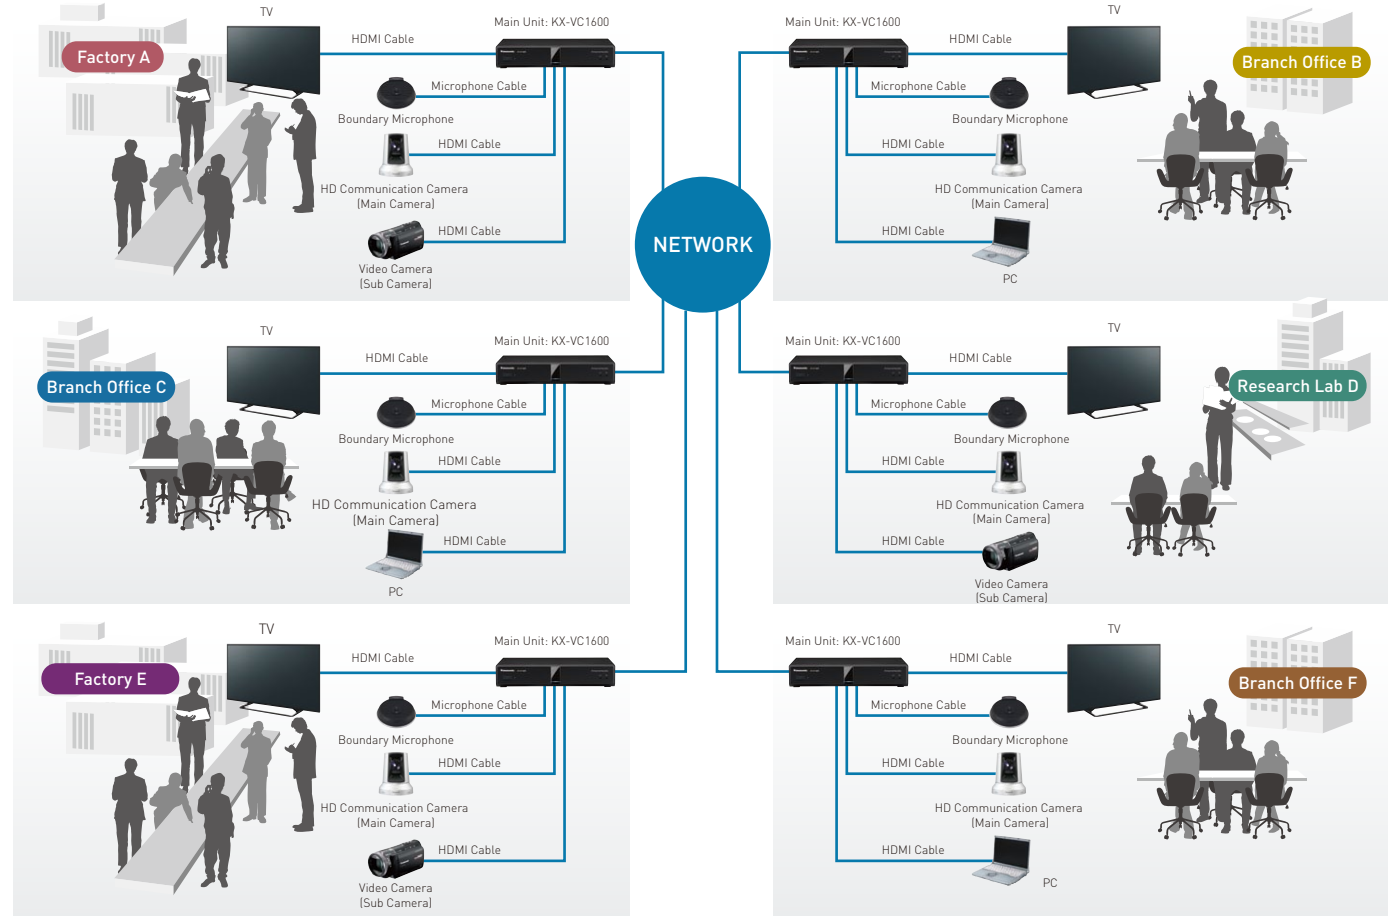 TV
Main Unit: KX-VC1600
HDMI Cable
Factory A
Microphone Cable
Boundary Microphone
HDMI Cable
HD Communication Camera
(Main Camera)
HDMI Cable
Video Camera
(Sub Camera)
Main Unit: KX-VC1600
TV
HDMI Cable
Branch Office B
Microphone Cable
Boundary Microphone
HDMI Cable
HD Communication Camera
(Main Camera)
HDMI Cable
PC
NETWORK
TV
Main Unit: KX-VC1600
HDMI Cable
Branch Office C
Microphone Cable
Boundary Microphone
HDMI Cable
HD Communication Camera
(Main Camera)
HDMI Cable
PC
Main Unit: KX-VC1600
TV
HDMI Cable
Research Lab D
Microphone Cable
Boundary Microphone
HDMI Cable
HD Communication Camera
(Main Camera)
HDMI Cable
Video Camera
(Sub Camera)
TV
Main Unit: KX-VC1600
HDMI Cable
Factory E
Microphone Cable
Boundary Microphone
HDMI Cable
HD Communication Camera
(Main Camera)
HDMI Cable
Video Camera
(Sub Camera)
Main Unit: KX-VC1600
TV
HDMI Cable
Branch Office F
Microphone Cable
Boundary Microphone
HDMI Cable
HD Communication Camera
(Main Camera)
HDMI Cable
PC